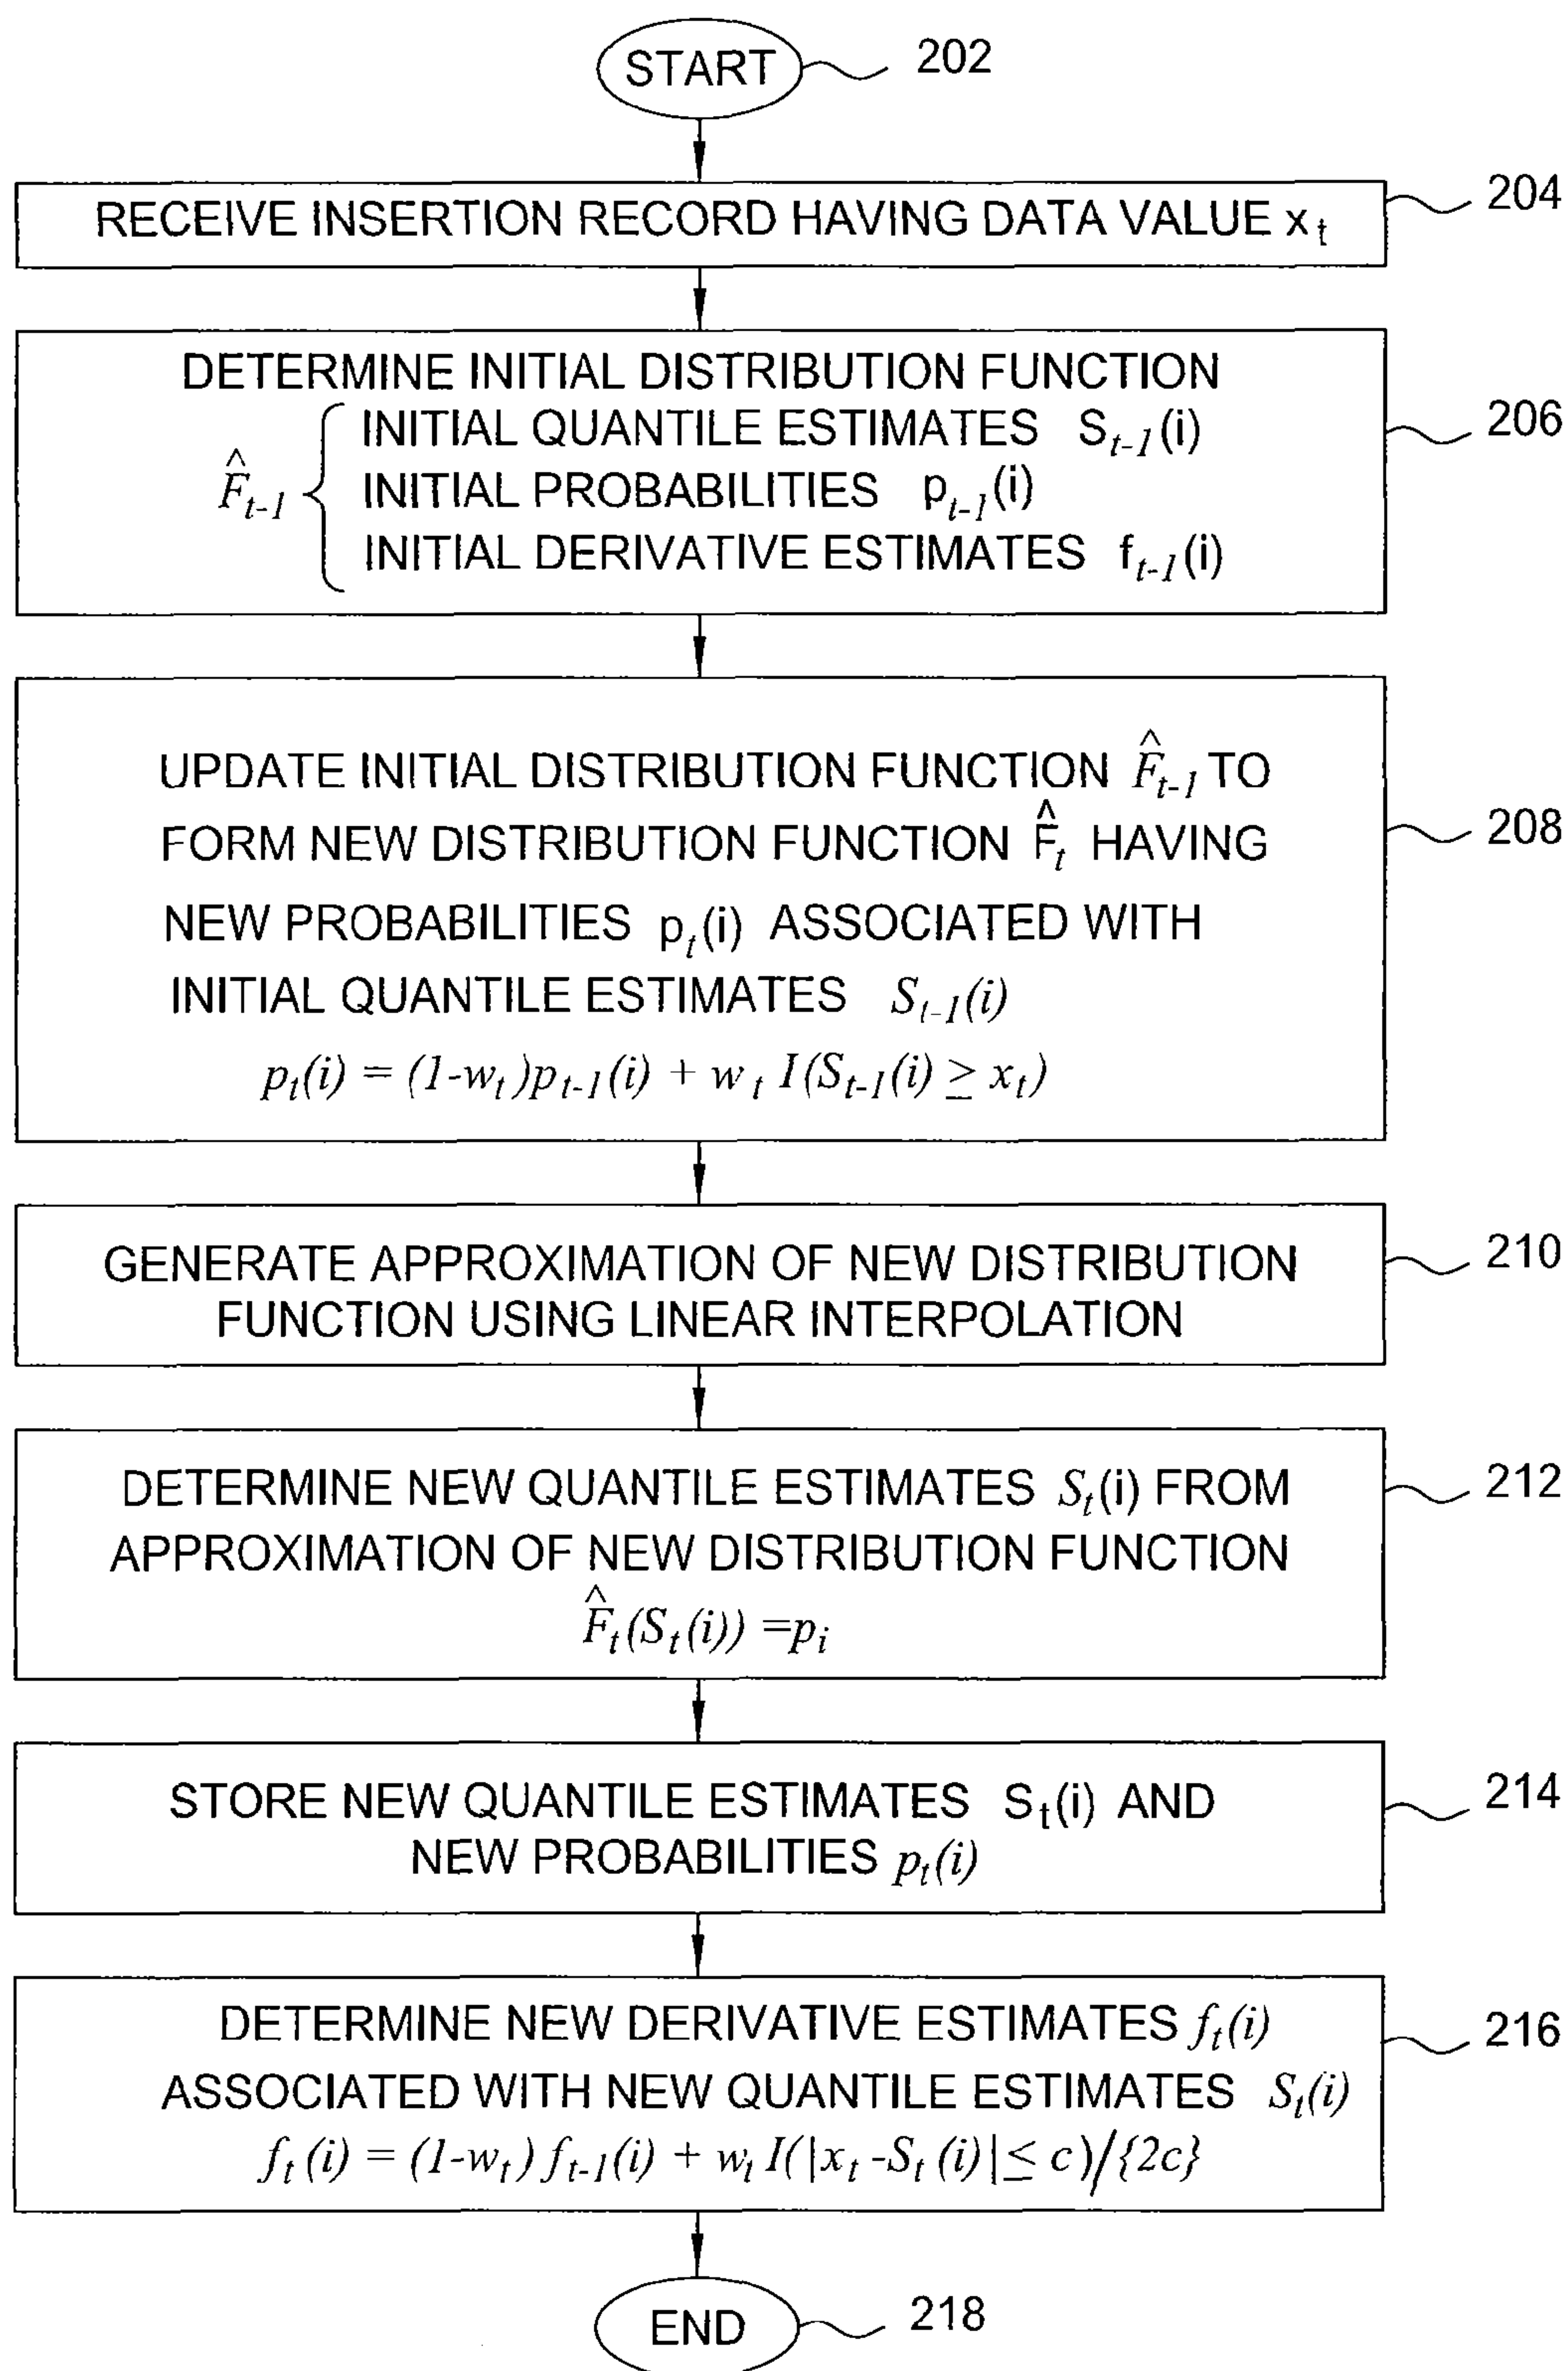 START 202
RECEIVE INSERTION RECORD HAVING DATA VALUE x_t 204
DETERMINE INITIAL DISTRIBUTION FUNCTION
INITIAL QUANTILE ESTIMATES S_{t-1}(i) 206
\hat{F}_{t-1} { INITIAL PROBABILITIES p_{t-1}(i)
INITIAL DERIVATIVE ESTIMATES f_{t-1}(i)
UPDATE INITIAL DISTRIBUTION FUNCTION \hat{F}_{t-1} TO
FORM NEW DISTRIBUTION FUNCTION \hat{F}_t HAVING 208
NEW PROBABILITIES p_t(i) ASSOCIATED WITH
INITIAL QUANTILE ESTIMATES S_{t-1}(i)
p_t(i) = (1-w_t)p_{t-1}(i) + w_t I(S_{t-1}(i) ≥ x_t)
GENERATE APPROXIMATION OF NEW DISTRIBUTION 210
FUNCTION USING LINEAR INTERPOLATION
DETERMINE NEW QUANTILE ESTIMATES S_t(i) FROM 212
APPROXIMATION OF NEW DISTRIBUTION FUNCTION
\hat{F}_t(S_t(i)) =p_i
STORE NEW QUANTILE ESTIMATES S_t(i) AND 214
NEW PROBABILITIES p_t(i)
DETERMINE NEW DERIVATIVE ESTIMATES f_t(i) 216
ASSOCIATED WITH NEW QUANTILE ESTIMATES S_t(i)
f_t(i) = (1-w_t) f_{t-1}(i) + w_t I(|x_t -S_t(i)| ≤ c)/{2c}
END 218